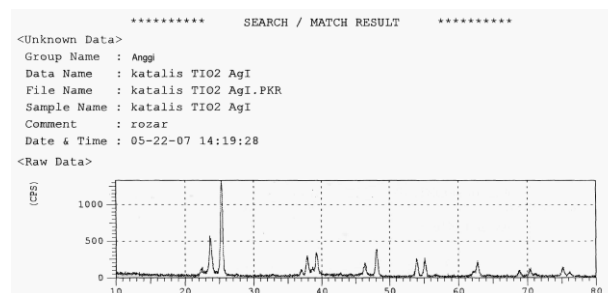 ********** SEARCH / MATCH RESULT **********
<Unknown Data>
Group Name : Anggi
Data Name : katalis TIO2 AgI
File Name : katalis TIO2 AgI.PKR
Sample Name : katalis TIO2 AgI
Comment : rozar
Date & Time : 05-22-07 14:19:28
<Raw Data>
(CPS)
1000
500
0
10 20 30 40 50 60 70 80